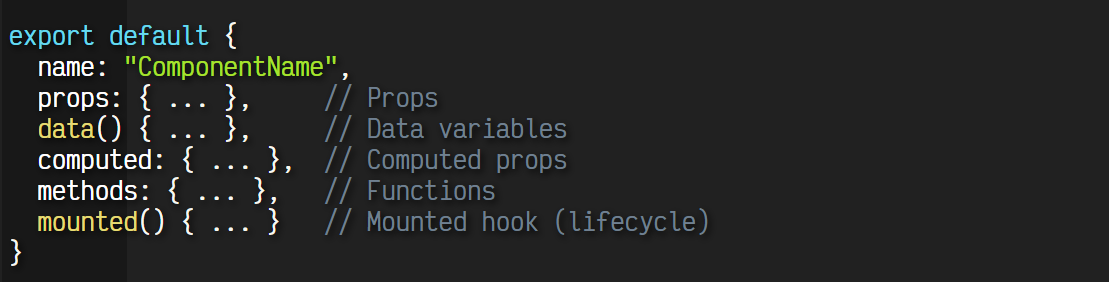 export default {
  name: "ComponentName",
  props: { ... },     // Props
  data() { ... },     // Data variables
  computed: { ... },  // Computed props
  methods: { ... },   // Functions
  mounted() { ... }   // Mounted hook (lifecycle)
}